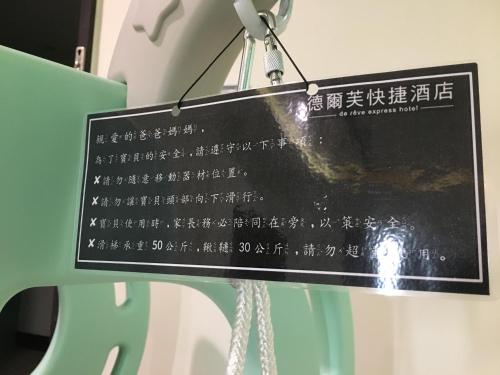 德爾芙快捷酒店
de rêve express hotel
親愛的爸爸媽媽，
為了寶貝的安全，請遵守以下事項：
✘請勿隨意移動器材位置。
✘請勿讓寶貝頭部向下滑行。
✘寶貝使用時，家長務必陪同在旁，以策安全。
✘滑梯承重50公斤，鞦韆30公斤，請勿超 用。